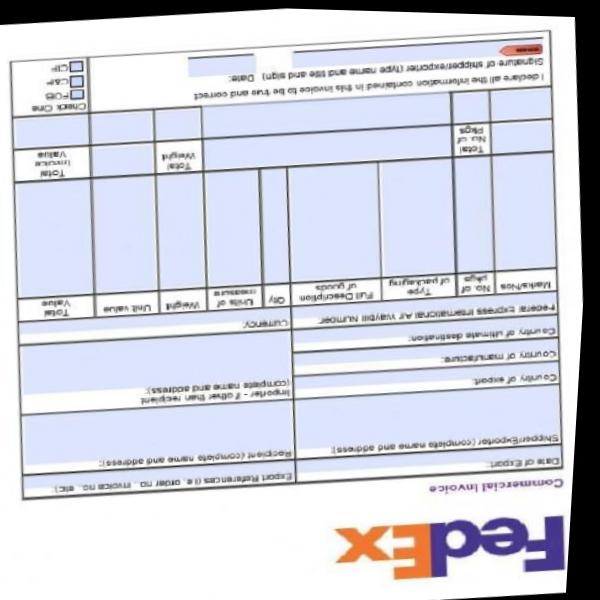 FedEx
Commercial Invoice
Date of Export:
Export References (i.e. order no., invoice no., etc):
Shipper/Exporter (complete name and address):
Recipient (complete name and address):
Country of export:
Importer - if other than recipient
(complete name and address):
Country of manufacture:
Country of ultimate destination:
Federal Express International Air Waybill Number
Currency:
Marks/Nos
No. of
pkgs
Type
of packaging
Full Description
of goods
Qty
Units of
measure
Weight
Unit value
Total
Value
Total
No. of
Pkgs
Total
Weight
Total
Invoice
Value
I declare all the information contained in this invoice to be true and correct
Check One
FOB
C&F
CIF
Signature of shipper/exporter (type name and title and sign)
Date: